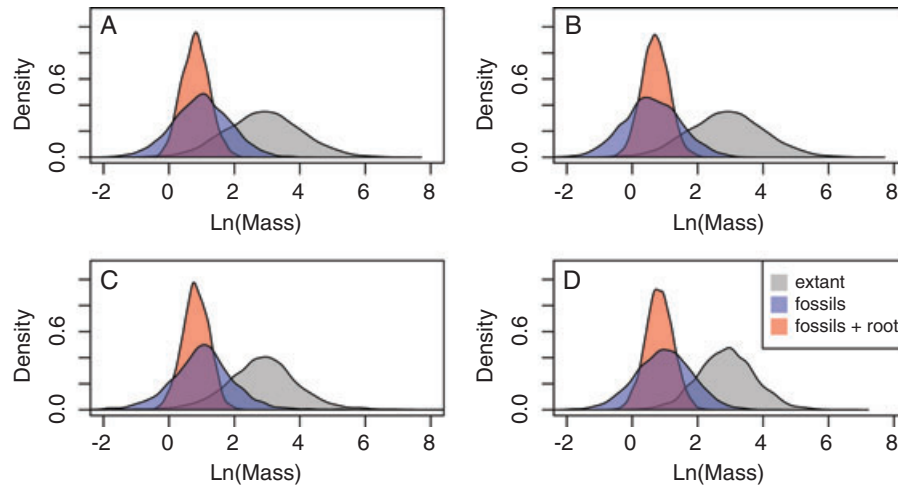 A
Density
0.0 0.6
-2 0 2 4 6 8
Ln(Mass)
B
Density
0.0 0.6
-2 0 2 4 6 8
Ln(Mass)
C
Density
0.0 0.6
-2 0 2 4 6 8
Ln(Mass)
D
extant
fossils
fossils + root
Density
0.0 0.6
-2 0 2 4 6 8
Ln(Mass)